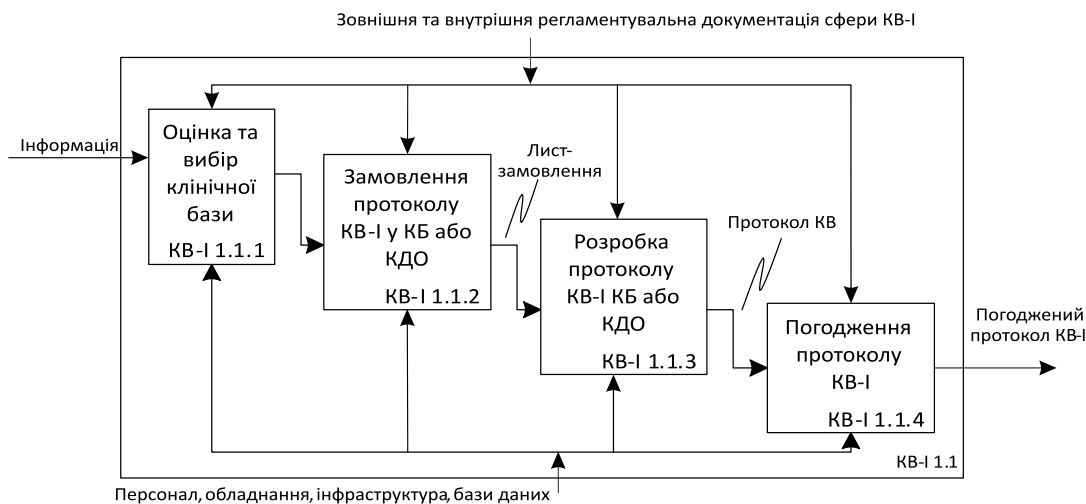 Зовнішня та внутрішня регламентувальна документація сфери КВ-І
Інформація
Оцінка та
вибір
клінічної
бази
КВ-І 1.1.1
Замовлення
протоколу
КВ-І у КБ або
КДО
КВ-І 1.1.2
Лист-
замовлення
Розробка
протоколу
КВ-І КБ або
КДО
КВ-І 1.1.3
Протокол КВ
Погодження
протоколу
КВ-І
КВ-І 1.1.4
Погоджений
протокол КВ-І
КВ-І 1.1
Персонал, обладнання, інфраструктура, бази даних